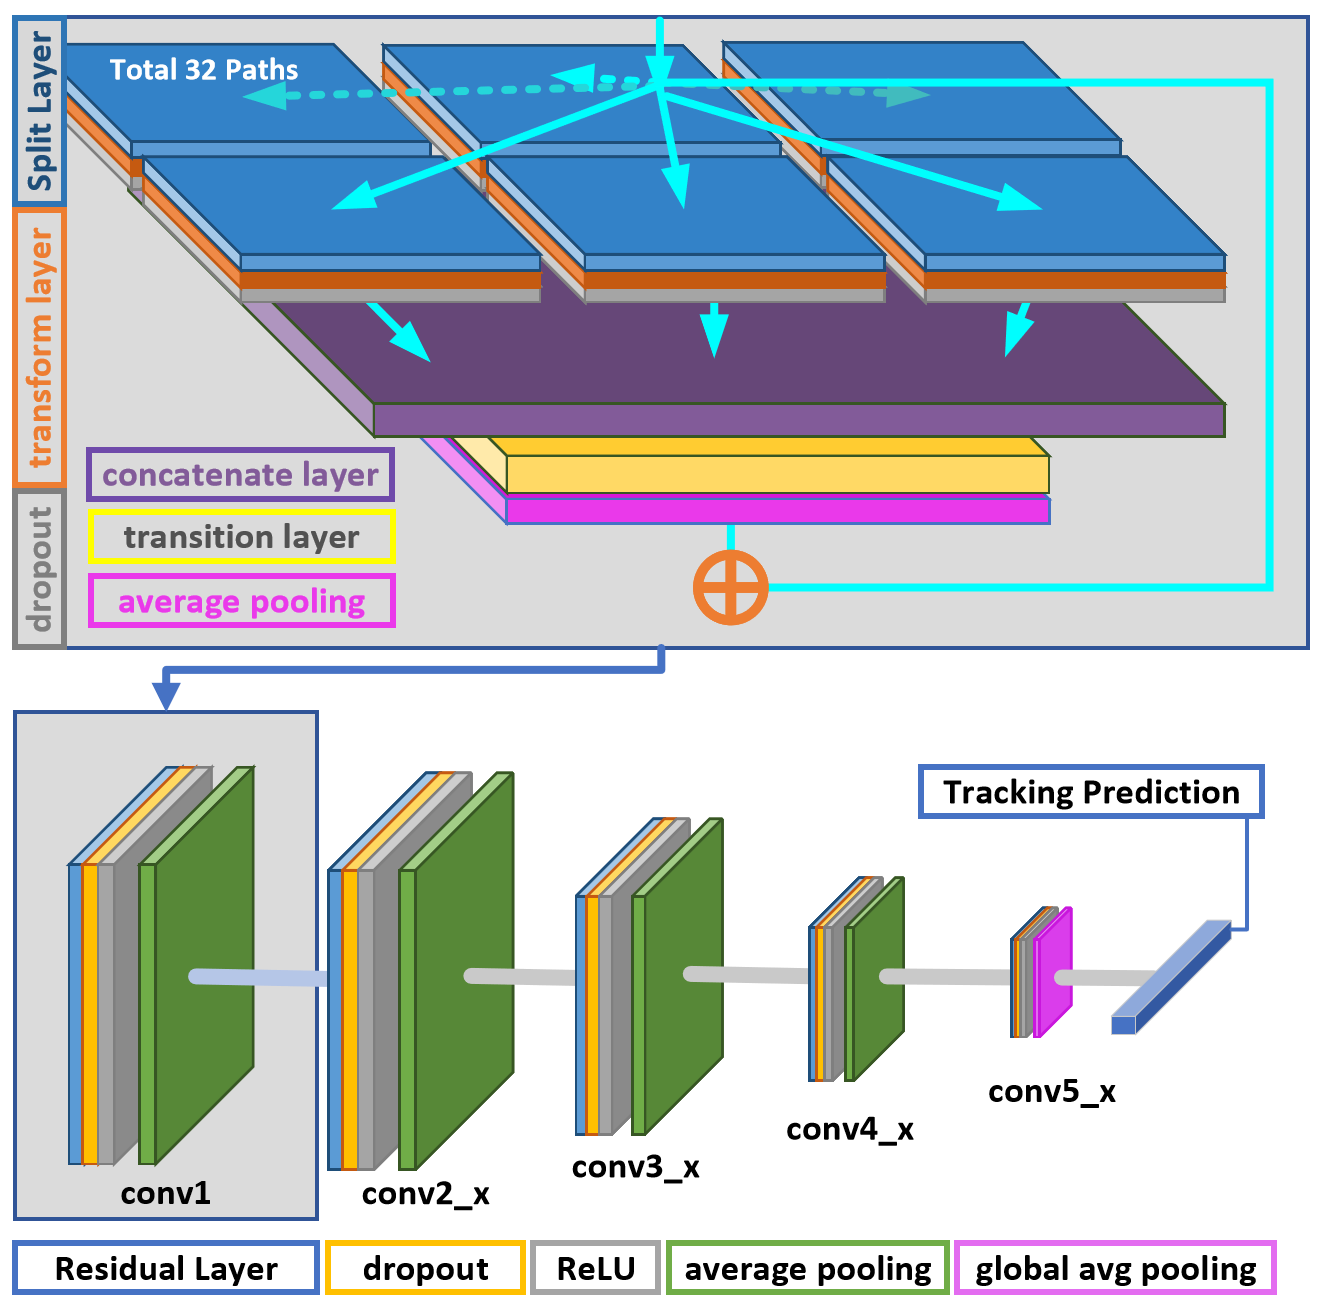 Split Layer
transform layer
dropout
Total 32 Paths
concatenate layer
transition layer
average pooling
Tracking Prediction
conv1
conv2_x
conv3_x
conv4_x
conv5_x
Residual Layer
dropout
ReLU
average pooling
global avg pooling